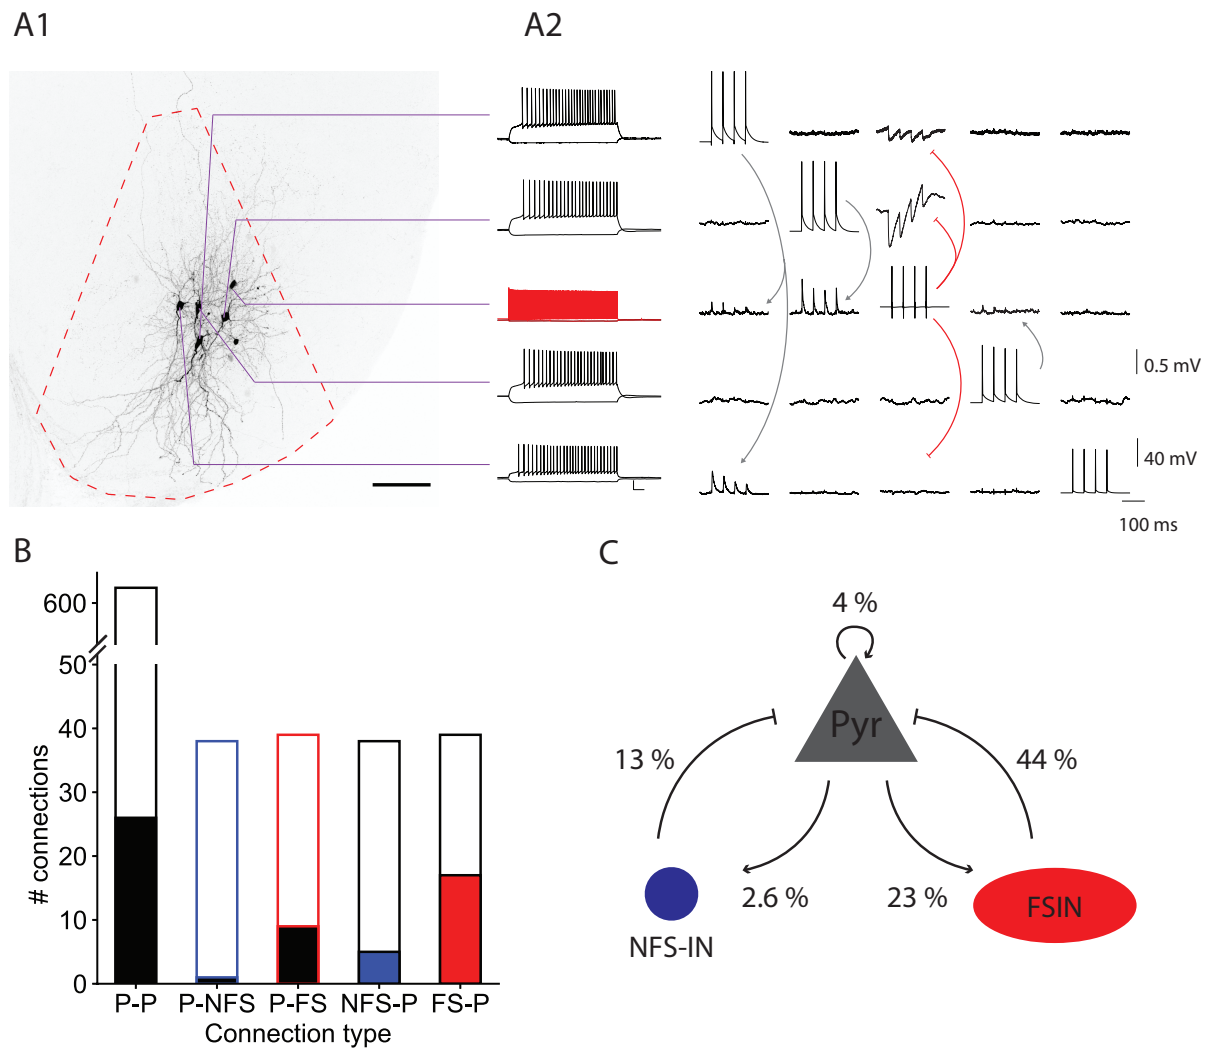 A1
A2
0.5 mV
40 mV
100 ms
B
600
50
40
30
20
10
0
# connections
P-P P-NFS P-FS NFS-P FS-P
Connection type
C
4 %
Pyr
13 %
44 %
2.6 %
23 %
NFS-IN
FSIN